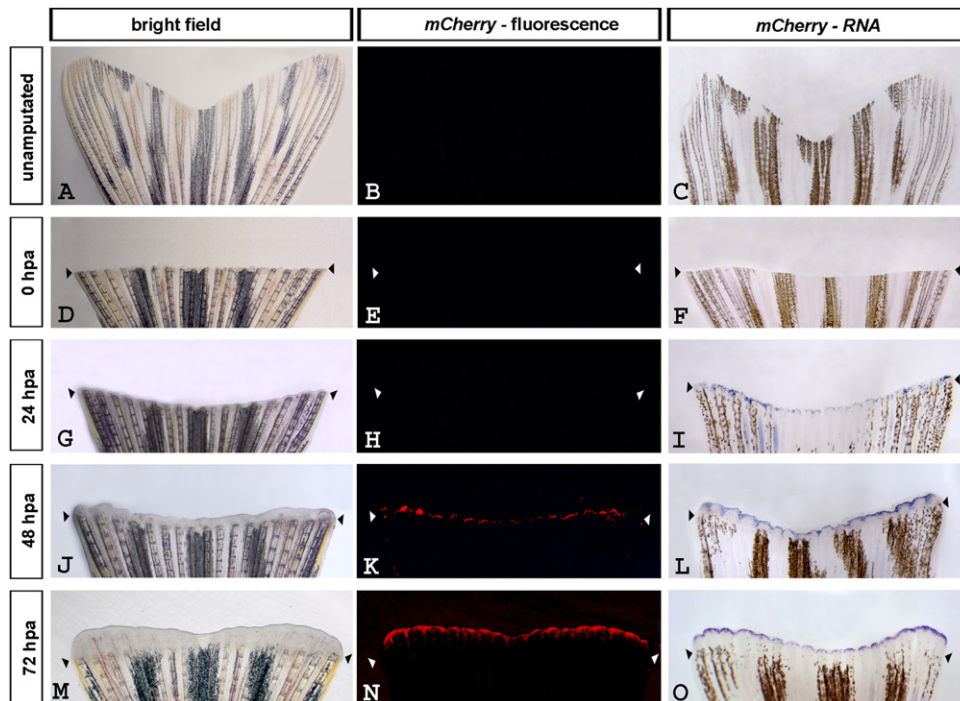 bright field
mCherry - fluorescence
mCherry - RNA
unamputated
A
B
C
0 hpa
D
E
F
24 hpa
G
H
I
48 hpa
J
K
L
72 hpa
M
N
O